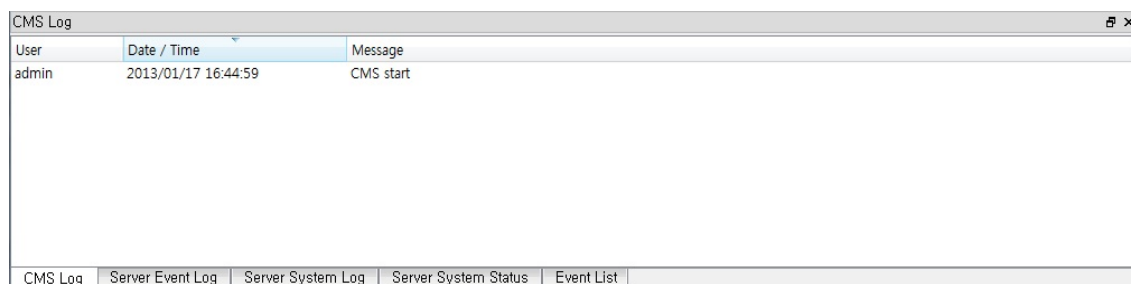 CMS Log
User Date / Time Message
admin 2013/01/17 16:44:59 CMS start
CMS Log Server Event Log Server System Log Server System Status Event List